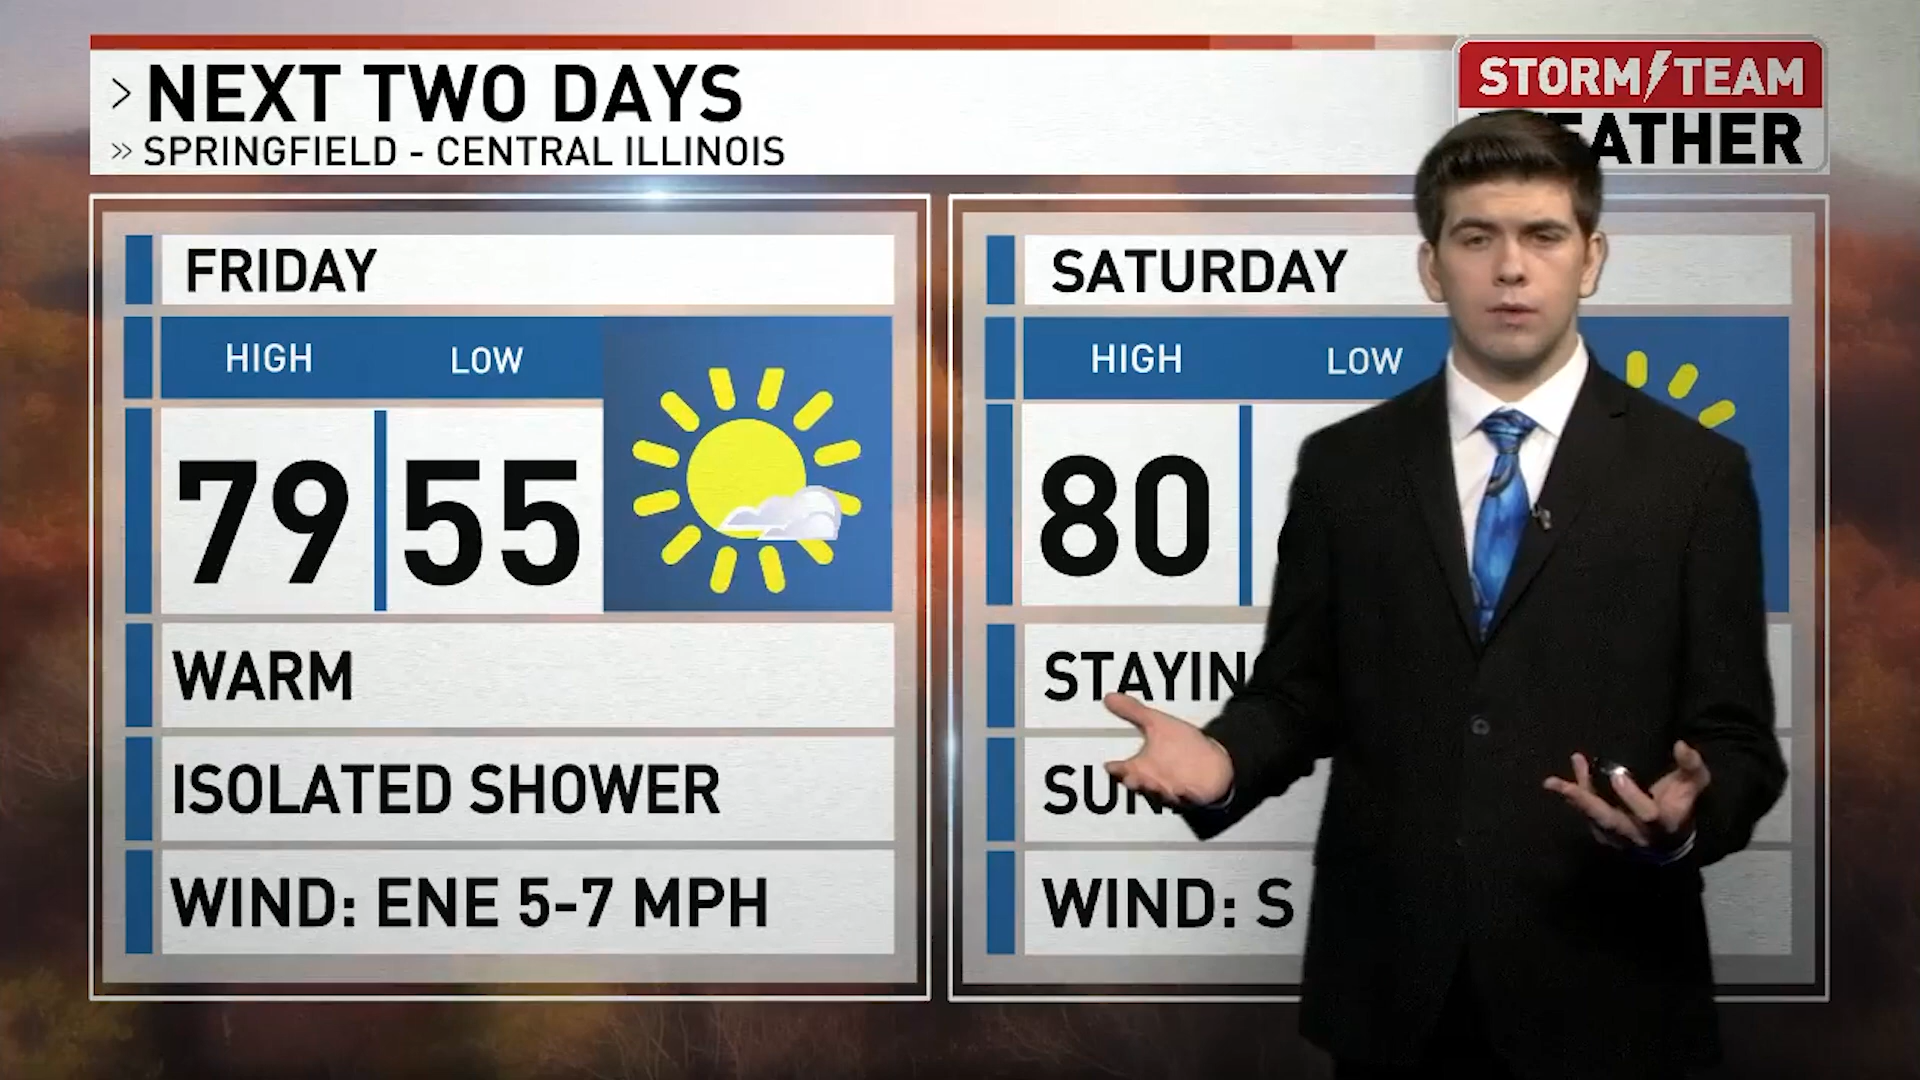 > NEXT TWO DAYS
» SPRINGFIELD - CENTRAL ILLINOIS
STORM TEAM
FRIDAY
HIGH LOW
79 55
WARM
ISOLATED SHOWER
WIND: ENE 5-7 MPH
SATURDAY
HIGH LOW
80
WIND: S